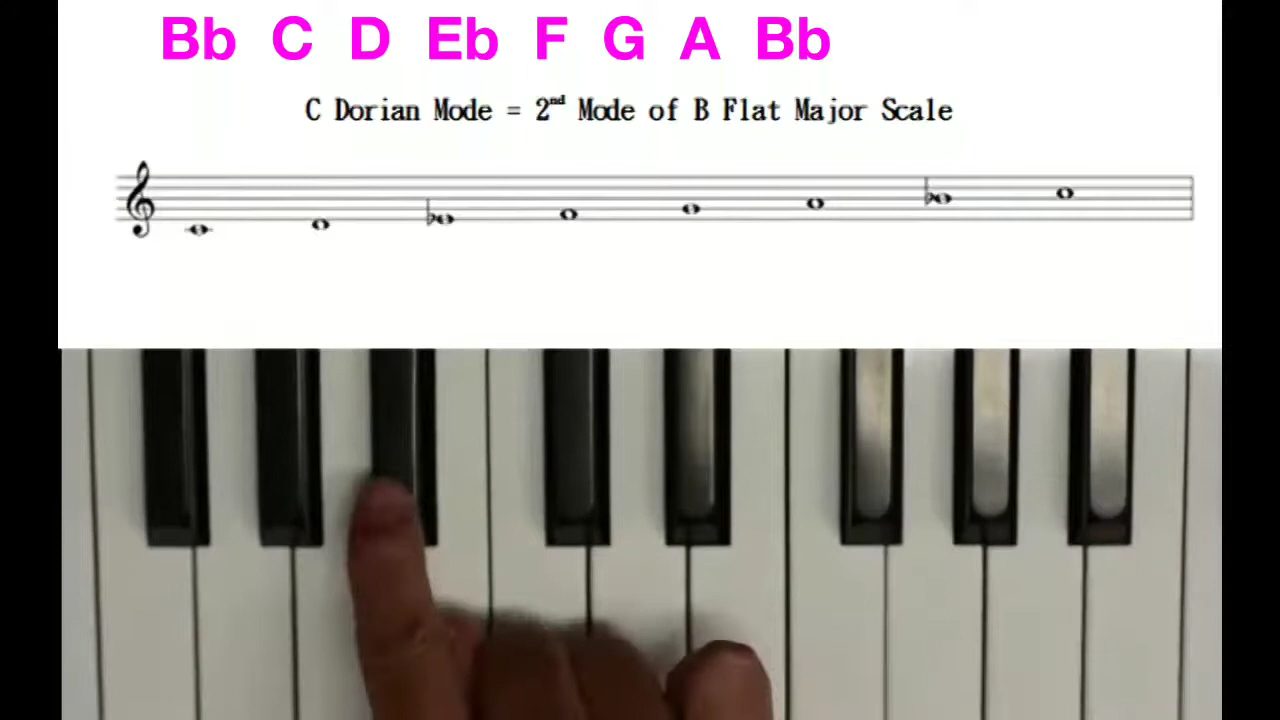 Bb C D Eb F G A Bb
C Dorian Mode = 2nd Mode of B Flat Major Scale